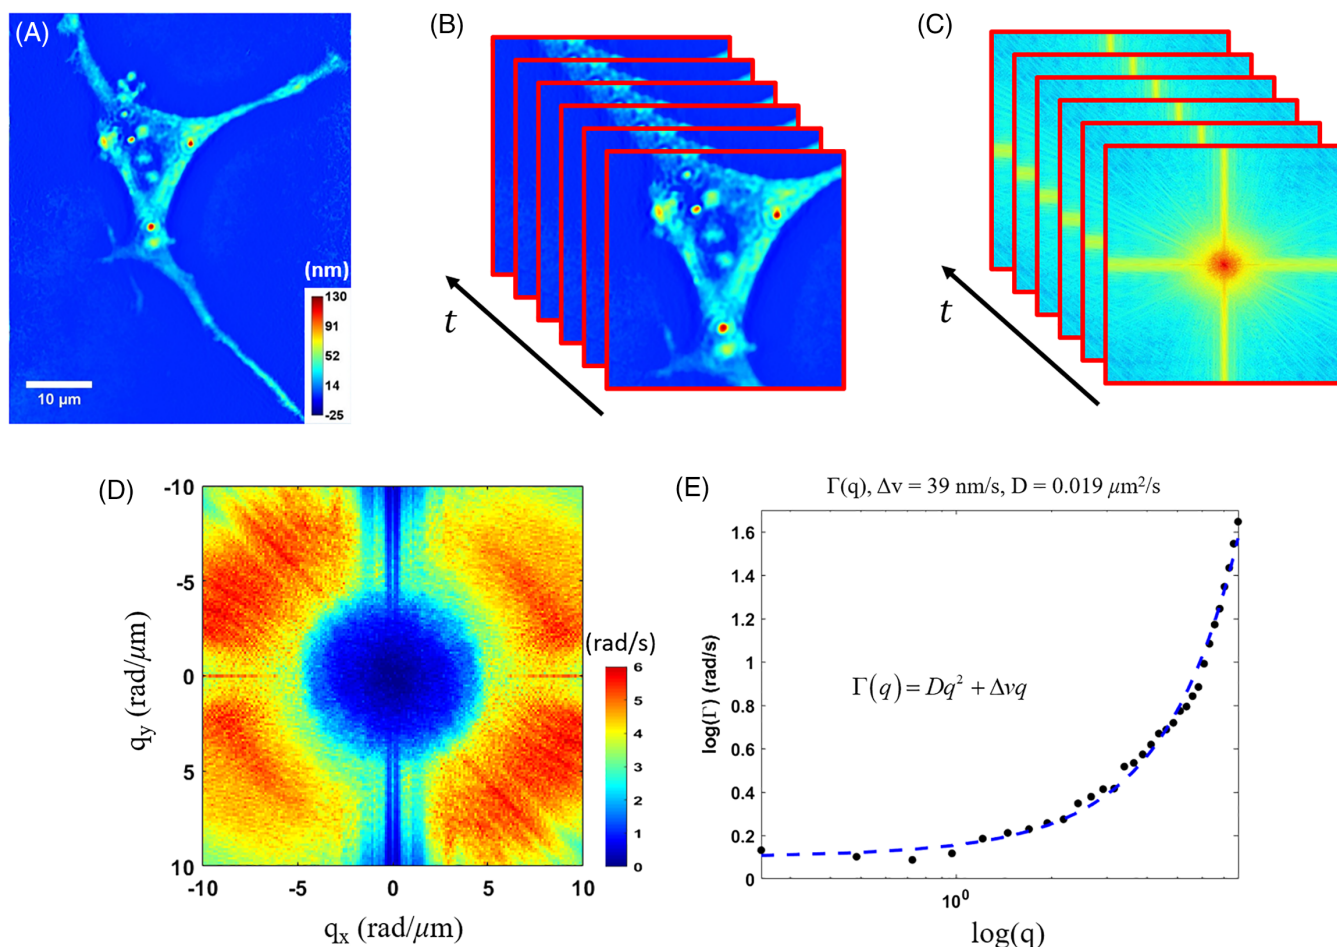 (A)
(nm)
130
91
52
14
-25
10 µm
(B)
t
(C)
t
(D)
-10
-5
0
5
10
q_y (rad/µm)
-10
-5
0
5
10
q_x (rad/µm)
(rad/s)
6
5
4
3
2
1
0
(E)
Γ(q), Δv = 39 nm/s, D = 0.019 µm²/s
1.6
1.4
1.2
1
0.8
0.6
0.4
0.2
0
log(Γ) (rad/s)
Γ(q) = Dq² + Δvq
10⁰
log(q)